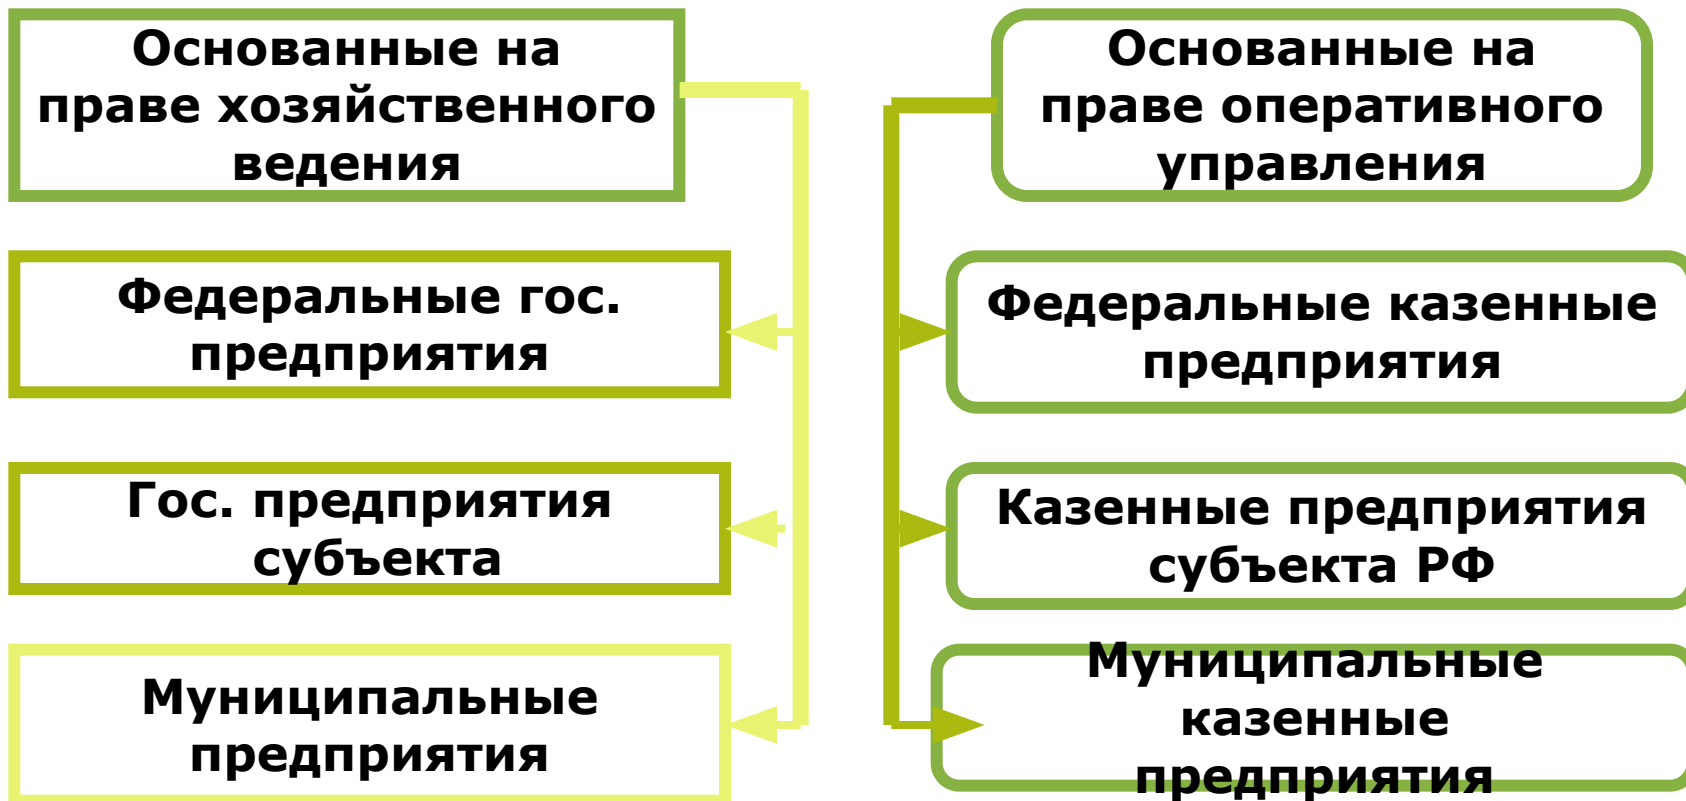 Основанные на
праве хозяйственного
ведения
Федеральные гос.
предприятия
Гос. предприятия
субъекта
Муниципальные
предприятия
Основанные на
праве оперативного
управления
Федеральные казенные
предприятия
Казенные предприятия
субъекта РФ
Муниципальные
казенные
предприятия